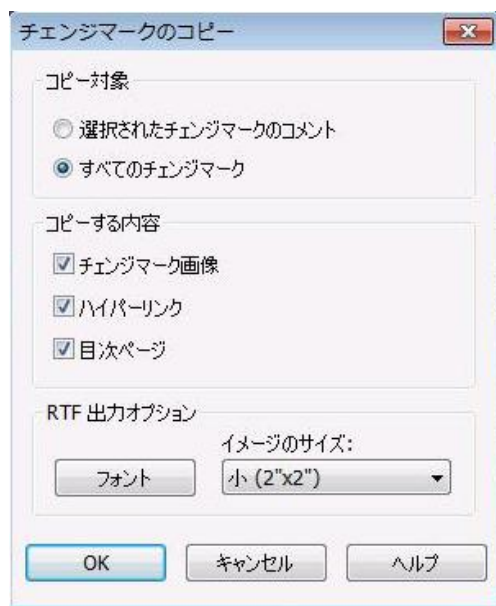 チェンジマークのコピー
コピー対象
選択されたチェンジマークのコメント
すべてのチェンジマーク
コピーする内容
チェンジマーク画像
ハイパーリンク
目次ページ
RTF 出力オプション
イメージのサイズ:
フォント
小 (2"x2")
OK キャンセル ヘルプ